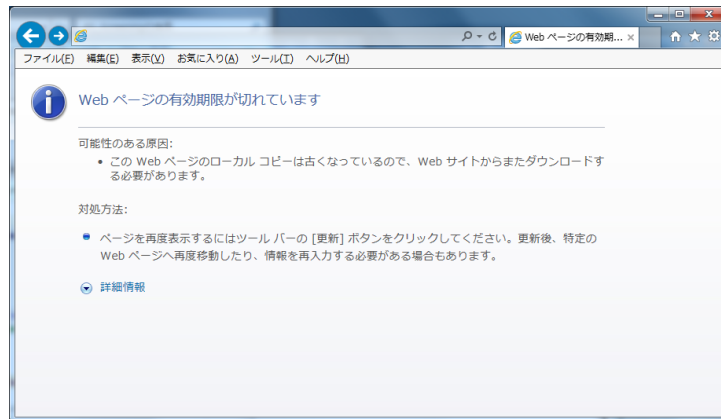 Web ページの有効期...
ファイル(F) 編集(E) 表示(V) お気に入り(A) ツール(T) ヘルプ(H)
Web ページの有効期限が切れています
可能性のある原因:
• この Web ページのローカル コピーは古くなっているので、Web サイトからまたダウンロードす
る必要があります。
対処方法:
ページを再度表示するにはツール バーの [更新] ボタンをクリックしてください。更新後、特定の
Web ページへ再度移動したり、情報を再入力する必要がある場合もあります。
詳細情報